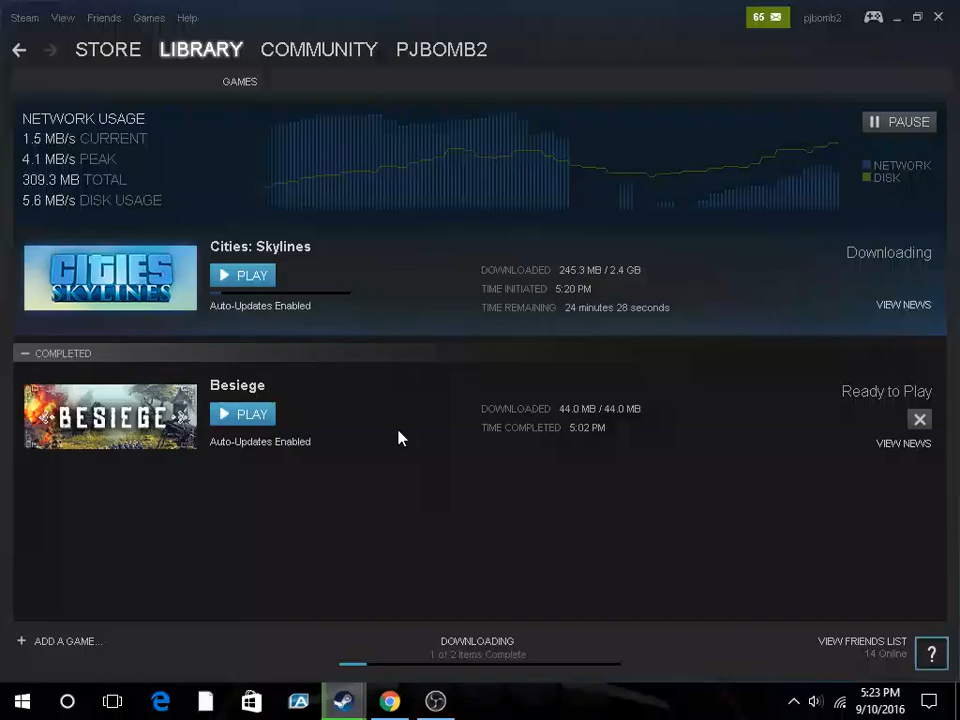 Steam View Friends Games Help
65
pjbomb2
STORE LIBRARY COMMUNITY PJBOMB2
GAMES
NETWORK USAGE
1.5 MB/s CURRENT
4.1 MB/s PEAK
309.3 MB TOTAL
5.6 MB/s DISK USAGE
PAUSE
NETWORK
DISK
CITIES
SKYLINES
Cities: Skylines
PLAY
Auto-Updates Enabled
DOWNLOADED 245.3 MB / 2.4 GB
TIME INITIATED 5:20 PM
TIME REMAINING 24 minutes 28 seconds
Downloading
VIEW NEWS
COMPLETED
BESIEGE
Besiege
PLAY
Auto-Updates Enabled
DOWNLOADED 44.0 MB / 44.0 MB
TIME COMPLETED 5:02 PM
Ready to Play
VIEW NEWS
+ ADD A GAME...
DOWNLOADING
1 of 2 Items Complete
VIEW FRIENDS LIST
14 Online
?
5:23 PM
9/10/2016